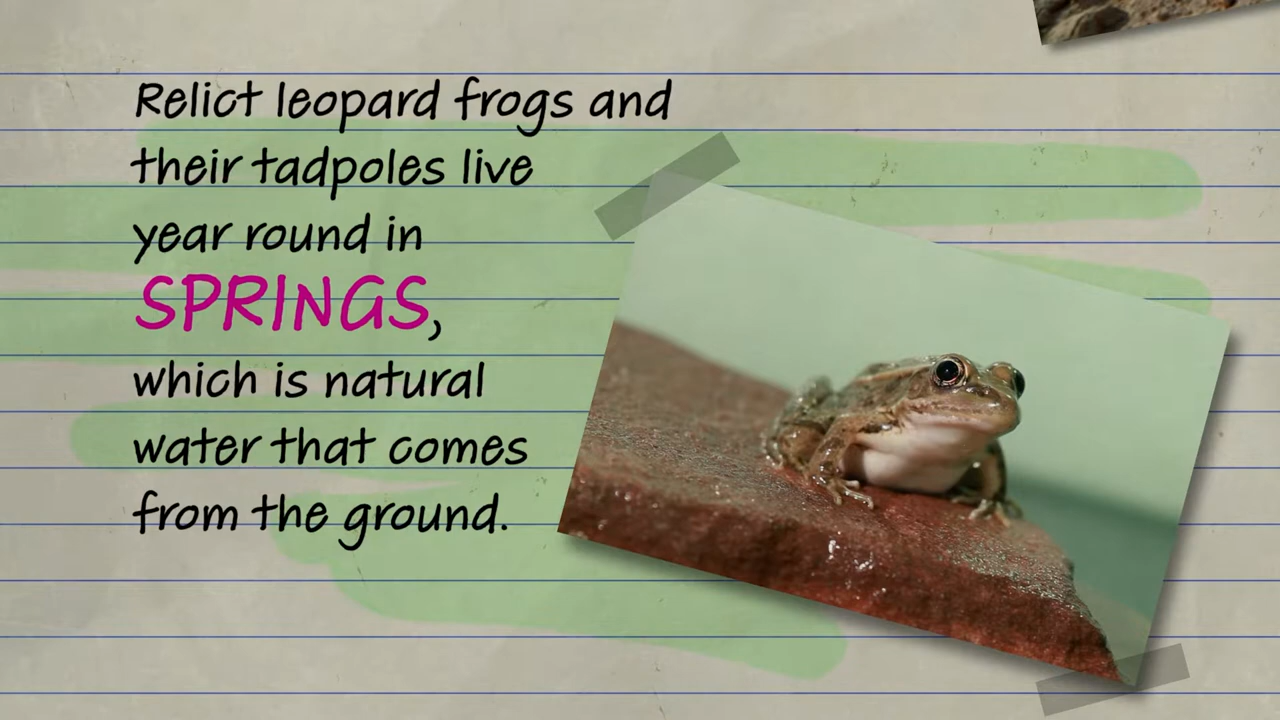 Relict leopard frogs and
their tadpoles live
year round in
SPRINGS,
which is natural
water that comes
from the ground.